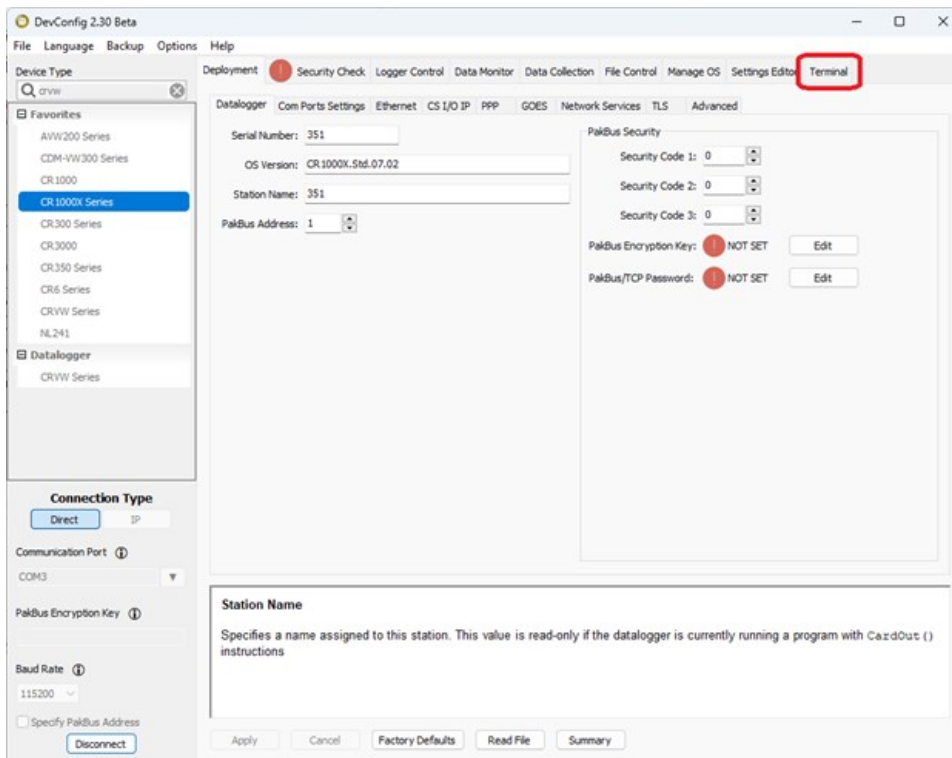 DevConfig 2.30 Beta
File Language Backup Options Help
Device Type
crvw
Favorites
AVW200 Series
CDM-VW300 Series
CR1000
CR1000X Series
CR300 Series
CR3000
CR350 Series
CR6 Series
CRVW Series
NL241
Datalogger
CRVW Series
Connection Type
Direct IP
Communication Port
COM3
PakBus Encryption Key
Baud Rate
115200
Specify PakBus Address
Disconnect
Deployment ! Security Check Logger Control Data Monitor Data Collection File Control Manage OS Settings Editor Terminal
Datalogger Com Ports Settings Ethernet CS I/O IP PPP GOES Network Services TLS Advanced
Serial Number: 351
OS Version: CR1000X.Std.07.02
Station Name: 351
PakBus Address: 1
PakBus Security
Security Code 1: 0
Security Code 2: 0
Security Code 3: 0
PakBus Encryption Key: ! NOT SET Edit
PakBus/TCP Password: ! NOT SET Edit
Station Name
Specifies a name assigned to this station. This value is read-only if the datalogger is currently running a program with CardOut()
instructions
Apply Cancel Factory Defaults Read File Summary